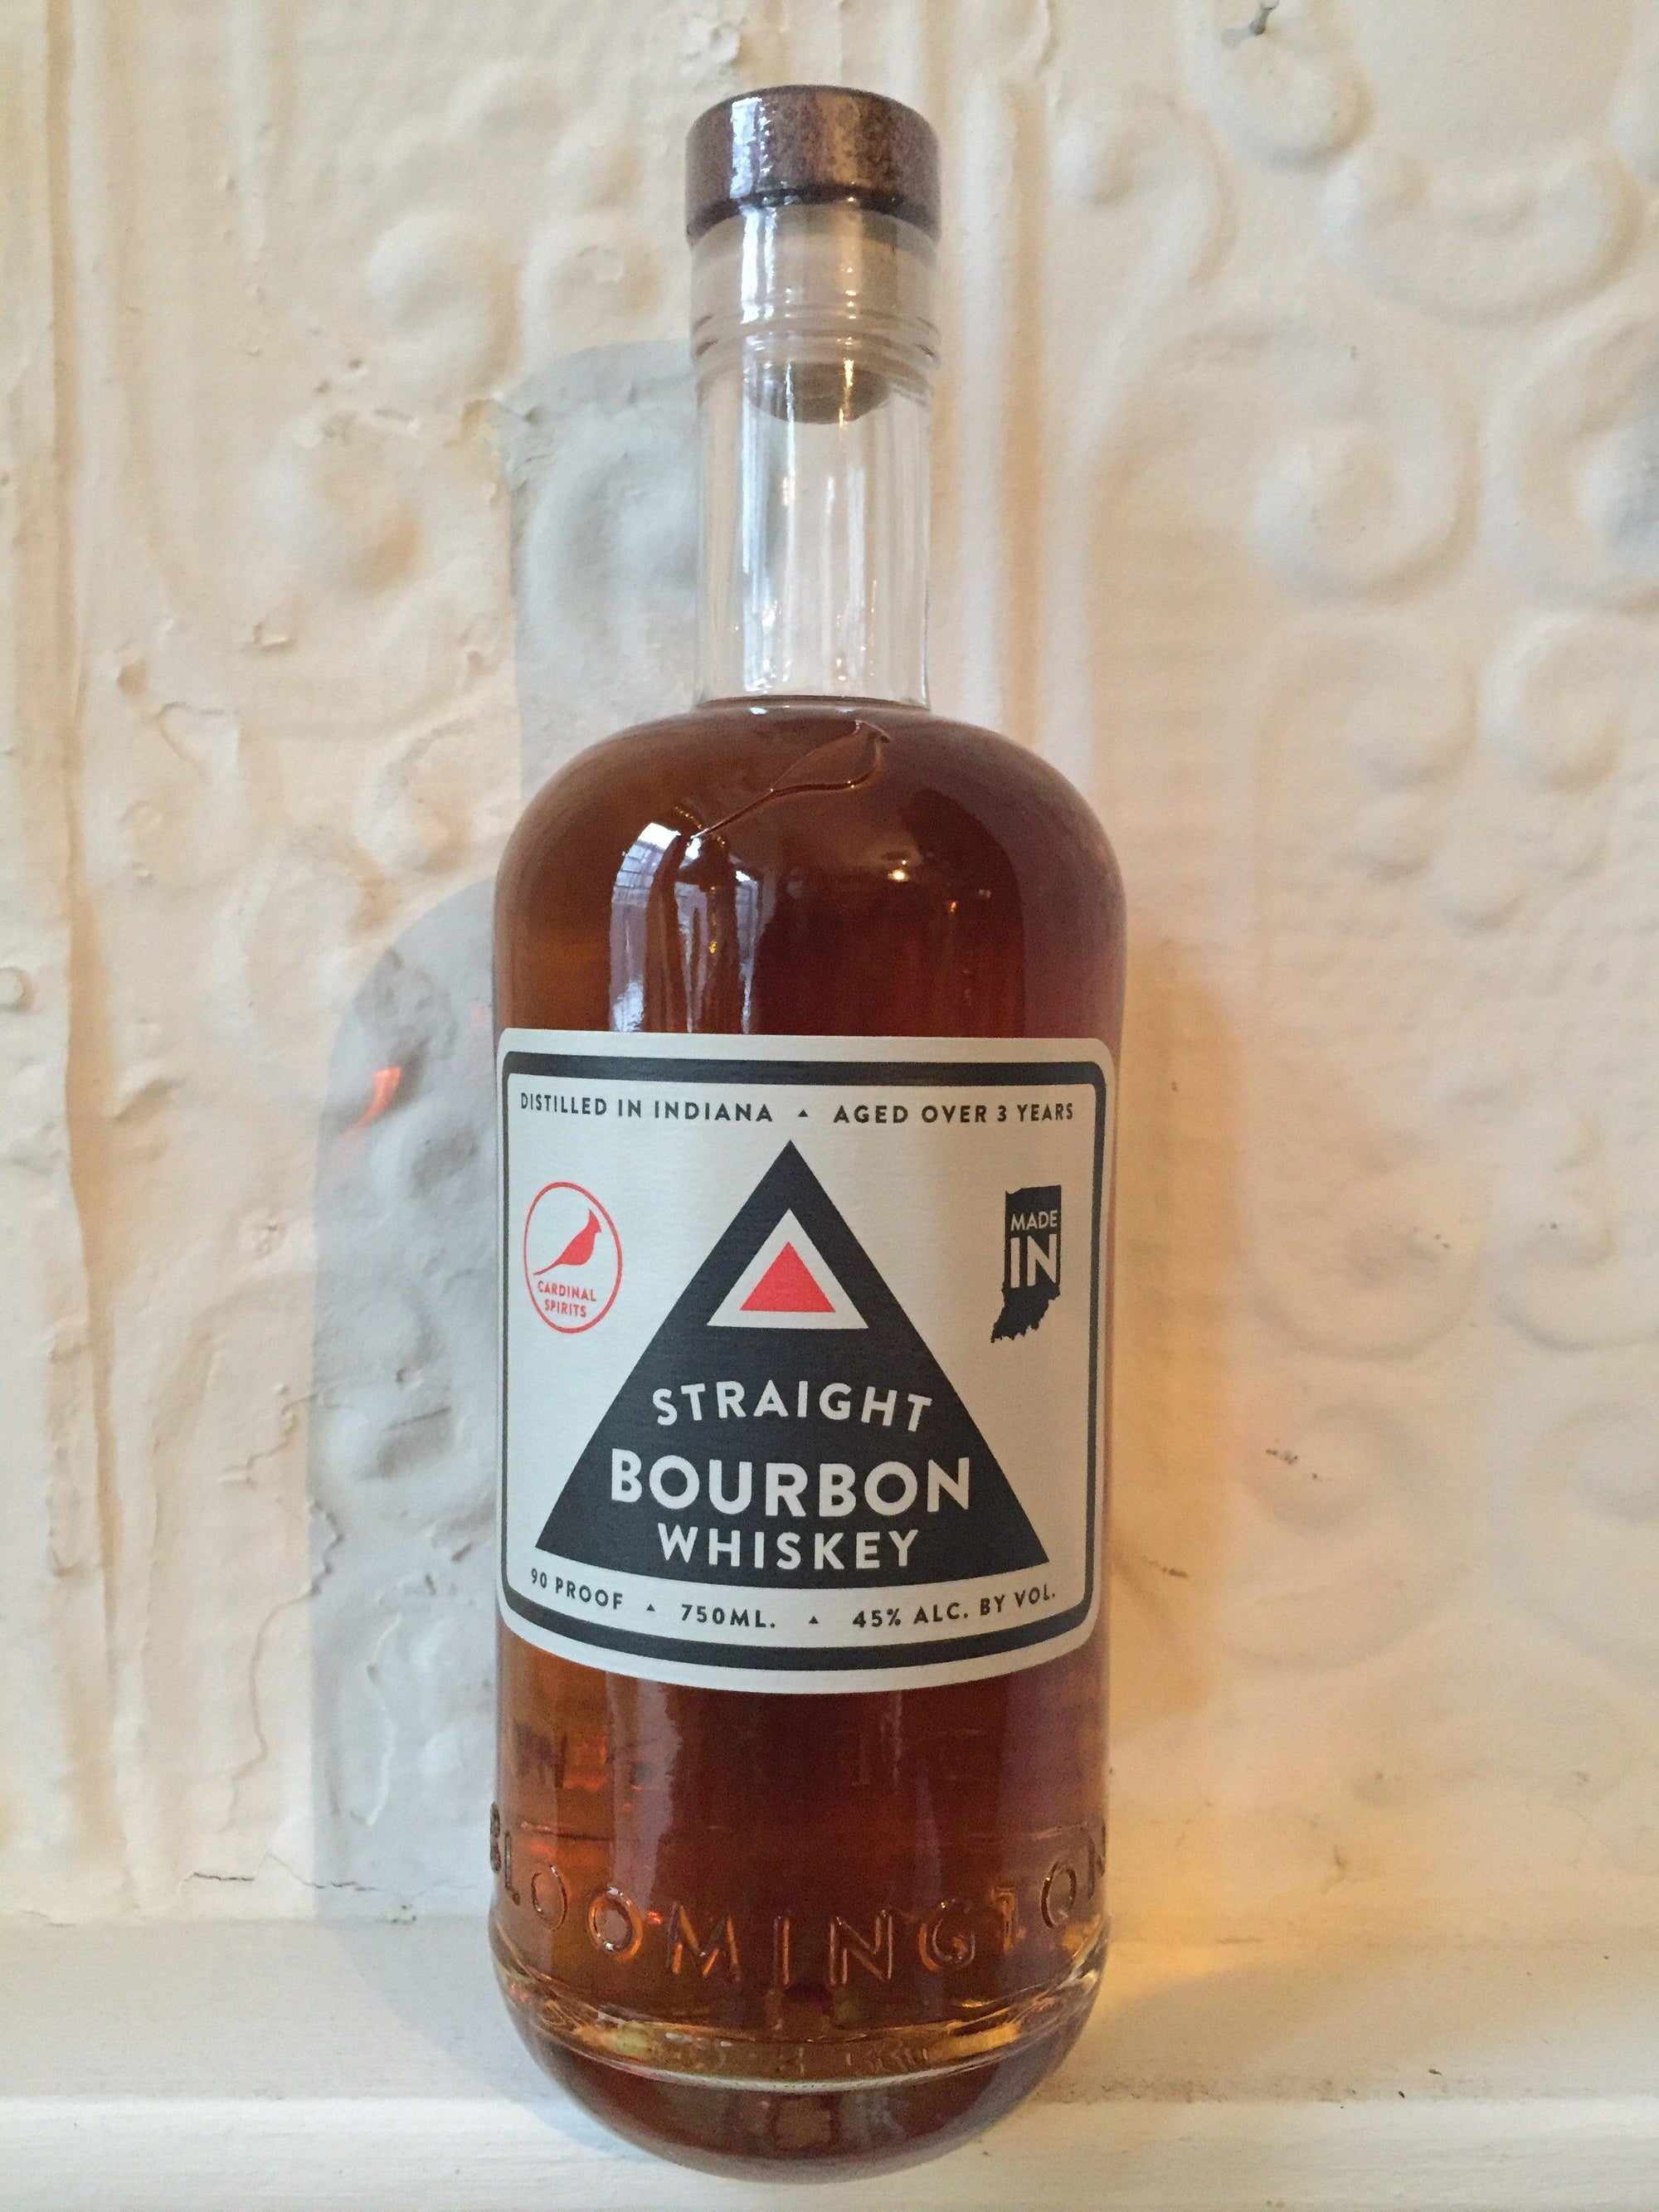 DISTILLED IN INDIANA ▲ AGED OVER 3 YEARS
CARDINAL
SPIRITS
MADE
IN
STRAIGHT
BOURBON
WHISKEY
90 PROOF ▲ 750ML. ▲ 45% ALC. BY VOL.
BLOOMINGTON